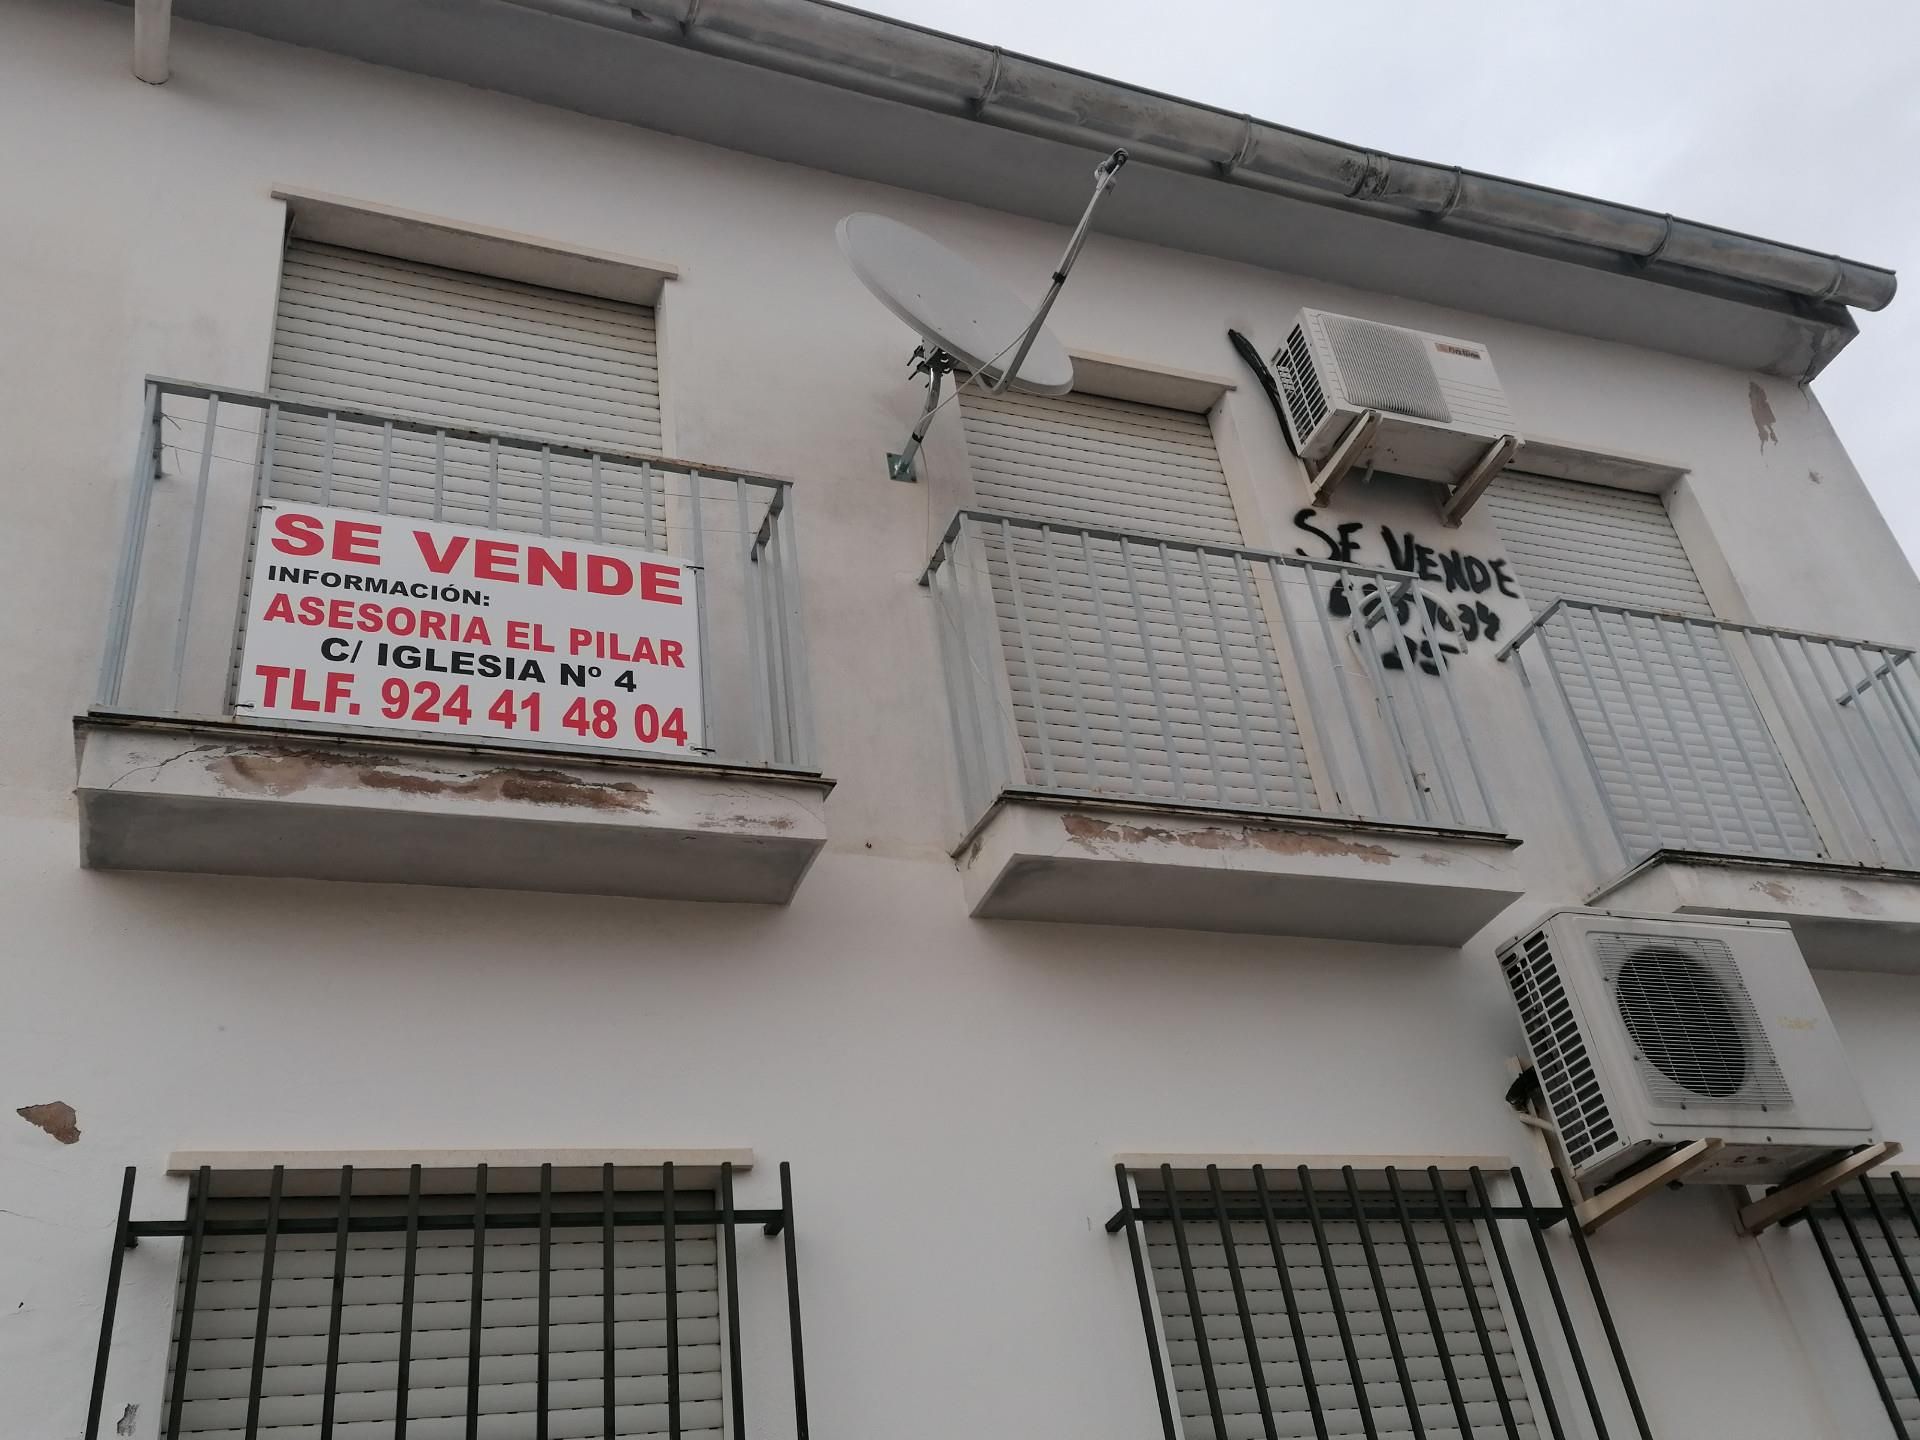 SE VENDE
INFORMACIÓN:
ASESORIA EL PILAR
C/ IGLESIA Nº 4
TLF. 924 41 48 04
SE VENDE